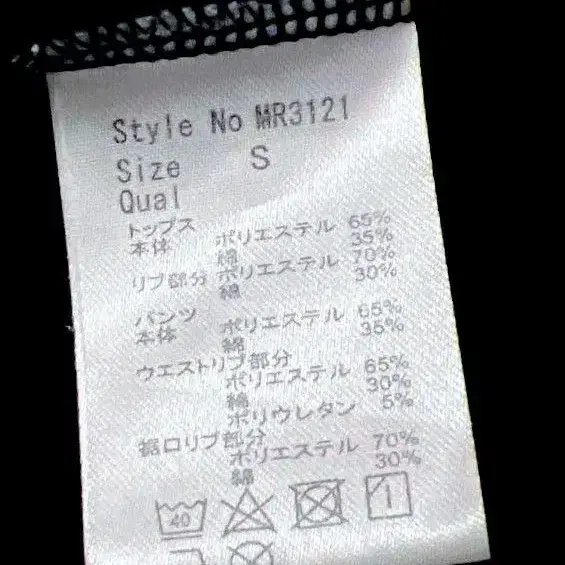 Style No MR3121
Size S
Qual
トップス
本体 ポリエステル 65%
綿 35%
リブ部分 ポリエステル 70%
綿 30%
パンツ
本体 ポリエステル 65%
綿 35%
ウエストリブ部分
ポリエステル 65%
綿 30%
ポリウレタン 5%
裾口リブ部分
ポリエステル 70%
綿 30%
40